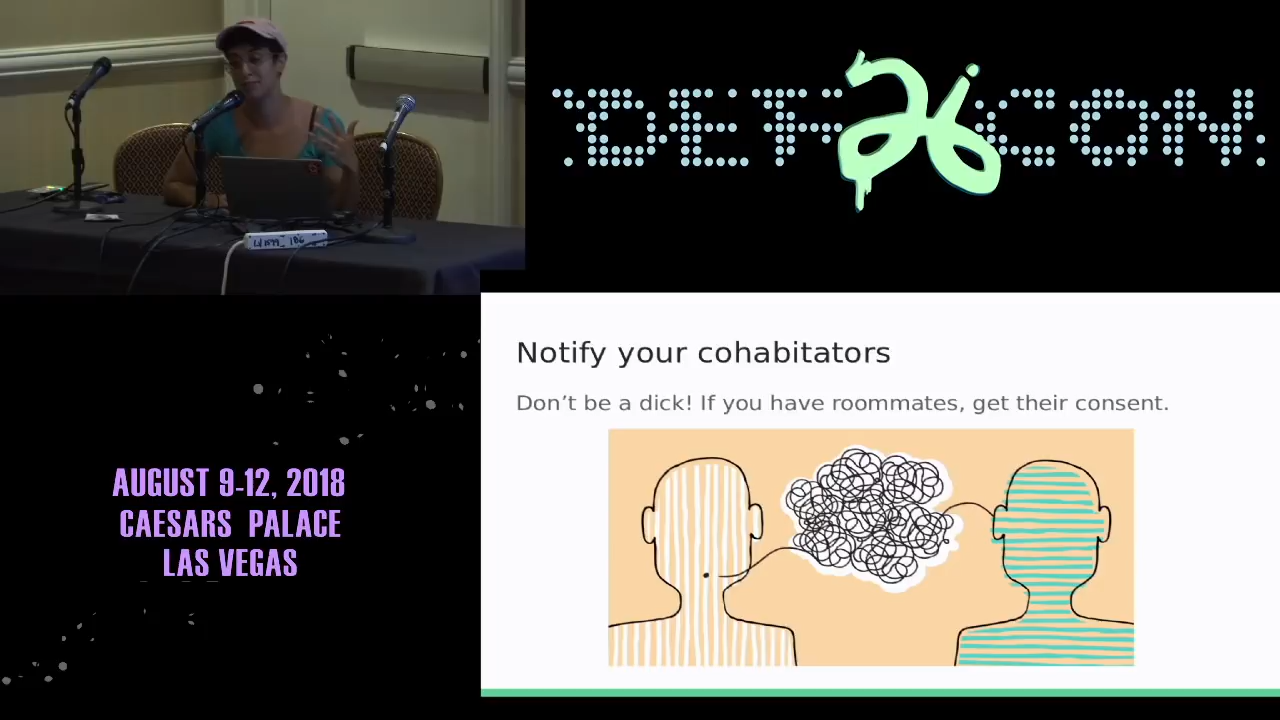 DEF CON
26
Notify your cohabitators
Don't be a dick! If you have roommates, get their consent.
AUGUST 9-12, 2018
CAESARS PALACE
LAS VEGAS